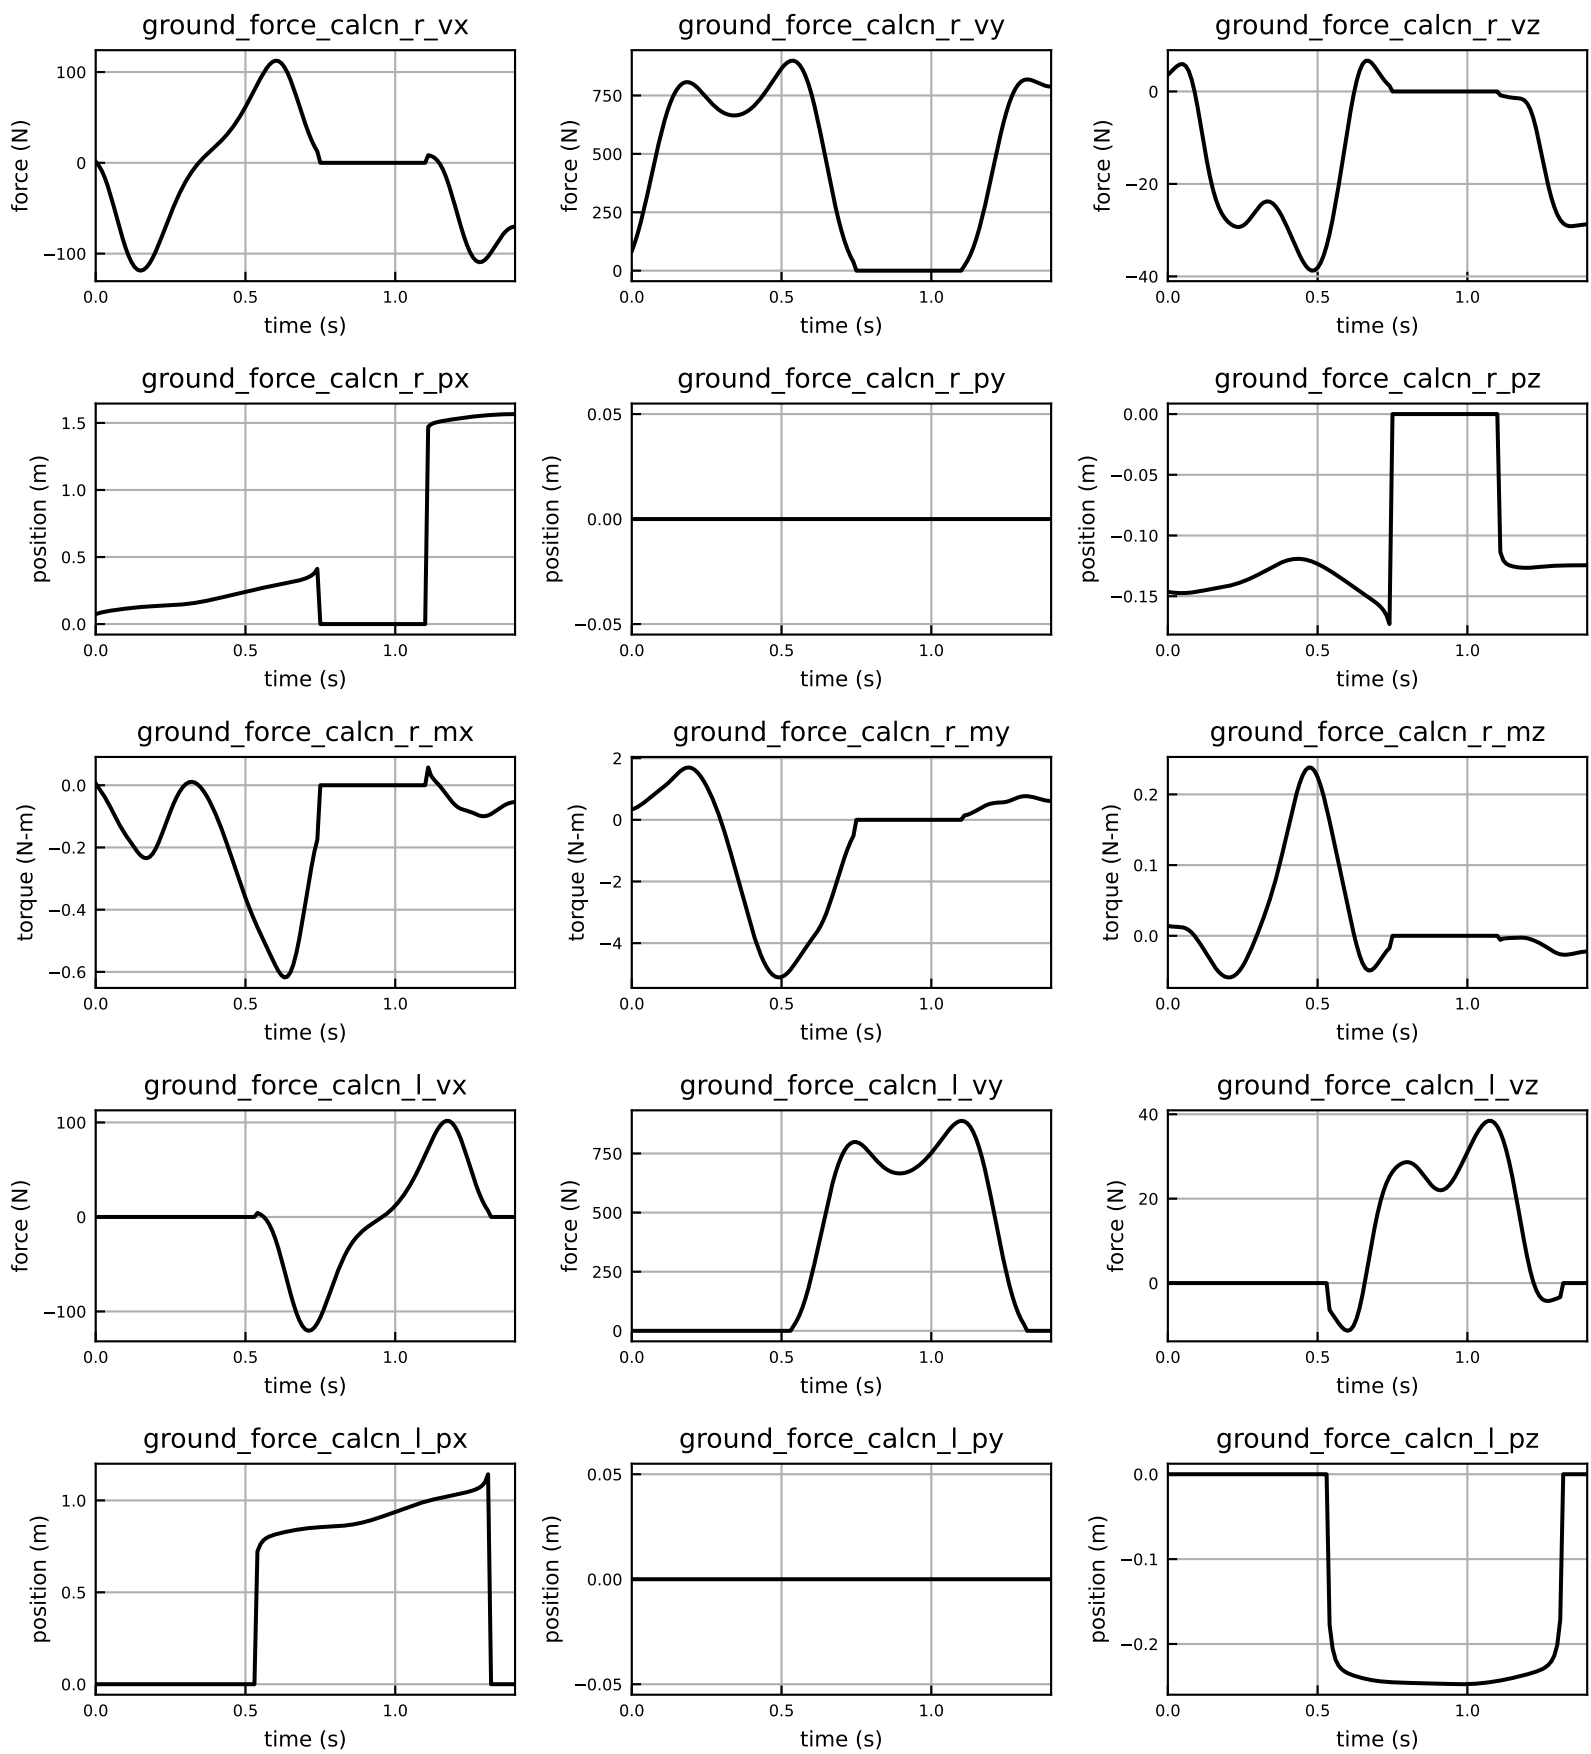 ground_force_calcn_r_vx ground_force_calcn_r_vy ground_force_calcn_r_vz
force (N)
100
0
−100
0.0 0.5 1.0
time (s)
force (N)
750
500
250
0
0.0 0.5 1.0
time (s)
force (N)
0
−20
−40
0.0 0.5 1.0
time (s)
ground_force_calcn_r_px ground_force_calcn_r_py ground_force_calcn_r_pz
position (m)
1.5
1.0
0.5
0.0
0.0 0.5 1.0
time (s)
position (m)
0.05
0.00
−0.05
0.0 0.5 1.0
time (s)
position (m)
0.00
−0.05
−0.10
−0.15
0.0 0.5 1.0
time (s)
ground_force_calcn_r_mx ground_force_calcn_r_my ground_force_calcn_r_mz
torque (N-m)
0.0
−0.2
−0.4
−0.6
0.0 0.5 1.0
time (s)
torque (N-m)
2
0
−2
−4
0.0 0.5 1.0
time (s)
torque (N-m)
0.2
0.1
0.0
0.0 0.5 1.0
time (s)
ground_force_calcn_l_vx ground_force_calcn_l_vy ground_force_calcn_l_vz
force (N)
100
0
−100
0.0 0.5 1.0
time (s)
force (N)
750
500
250
0
0.0 0.5 1.0
time (s)
force (N)
40
20
0
0.0 0.5 1.0
time (s)
ground_force_calcn_l_px ground_force_calcn_l_py ground_force_calcn_l_pz
position (m)
1.0
0.5
0.0
0.0 0.5 1.0
time (s)
position (m)
0.05
0.00
−0.05
0.0 0.5 1.0
time (s)
position (m)
0.0
−0.1
−0.2
0.0 0.5 1.0
time (s)